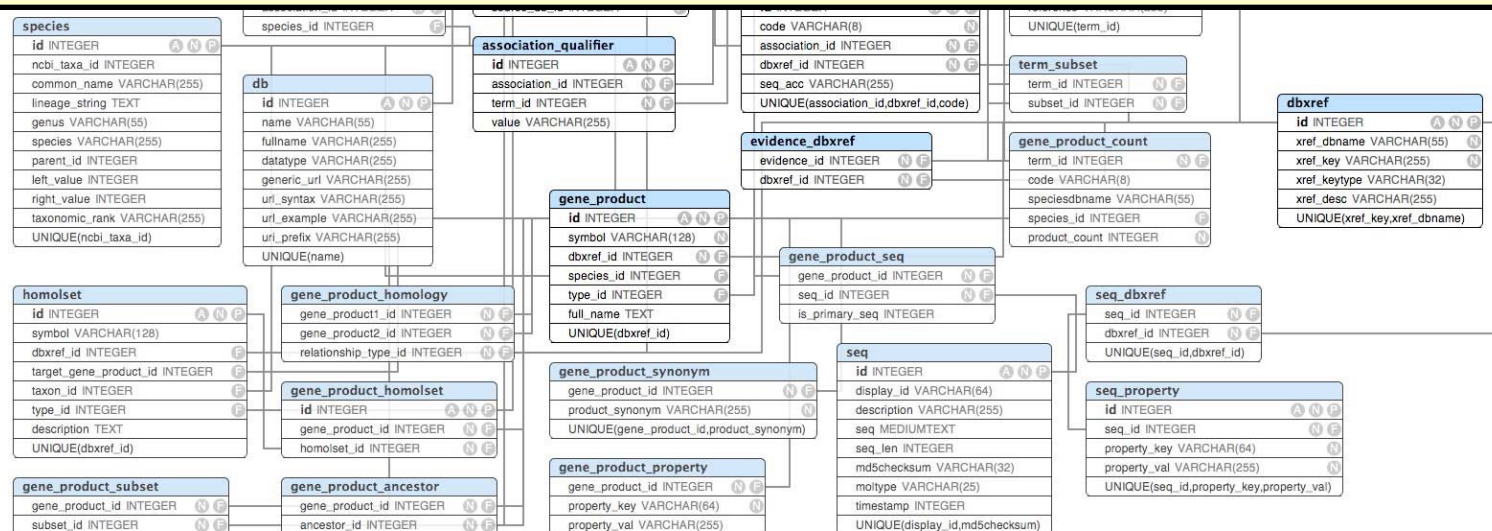 species_id INTEGER F
code VARCHAR(8) N
association_id INTEGER N F
dbxref_id INTEGER N F
seq_acc VARCHAR(255)
UNIQUE(association_id,dbxref_id,code)
UNIQUE(term_id)
species
id INTEGER A N P
ncbi_taxa_id INTEGER
common_name VARCHAR(255)
lineage_string TEXT
genus VARCHAR(55)
species VARCHAR(255)
parent_id INTEGER
left_value INTEGER
right_value INTEGER
taxonomic_rank VARCHAR(255)
UNIQUE(ncbi_taxa_id)
db
id INTEGER A N P
name VARCHAR(55)
fullname VARCHAR(255)
datatype VARCHAR(255)
generic_url VARCHAR(255)
url_syntax VARCHAR(255)
url_example VARCHAR(255)
uri_prefix VARCHAR(255)
UNIQUE(name)
association_qualifier
id INTEGER A N P
association_id INTEGER N F
term_id INTEGER N F
value VARCHAR(255)
term_subset
term_id INTEGER N F
subset_id INTEGER N F
dbxref
id INTEGER A N P
xref_dbname VARCHAR(55) N
xref_key VARCHAR(255) N
xref_keytype VARCHAR(32)
xref_desc VARCHAR(255)
UNIQUE(xref_key,xref_dbname)
evidence_dbxref
evidence_id INTEGER N F
dbxref_id INTEGER N F
gene_product_count
term_id INTEGER N F
code VARCHAR(8)
speciesdbname VARCHAR(55)
species_id INTEGER F
product_count INTEGER N
gene_product
id INTEGER A N P
symbol VARCHAR(128) N
dbxref_id INTEGER N F
species_id INTEGER F
type_id INTEGER F
full_name TEXT
UNIQUE(dbxref_id)
gene_product_seq
gene_product_id INTEGER N F
seq_id INTEGER N F
is_primary_seq INTEGER
homolset
id INTEGER A N P
symbol VARCHAR(128)
dbxref_id INTEGER F
target_gene_product_id INTEGER F
taxon_id INTEGER F
type_id INTEGER F
description TEXT
UNIQUE(dbxref_id)
gene_product_homology
gene_product1_id INTEGER N F
gene_product2_id INTEGER N F
relationship_type_id INTEGER N F
seq_dbxref
seq_id INTEGER N F
dbxref_id INTEGER N F
UNIQUE(seq_id,dbxref_id)
seq
id INTEGER A N P
display_id VARCHAR(64)
description VARCHAR(255)
seq MEDIUMTEXT
seq_len INTEGER
md5checksum VARCHAR(32)
moltype VARCHAR(25)
timestamp INTEGER
UNIQUE(display_id,md5checksum)
gene_product_synonym
gene_product_id INTEGER N F
product_synonym VARCHAR(255) N
UNIQUE(gene_product_id,product_synonym)
gene_product_homolset
id INTEGER A N P
gene_product_id INTEGER N F
homolset_id INTEGER N F
seq_property
id INTEGER A N P
seq_id INTEGER N F
property_key VARCHAR(64) N
property_val VARCHAR(255) N
UNIQUE(seq_id,property_key,property_val)
gene_product_property
gene_product_id INTEGER N F
property_key VARCHAR(64) N
property_val VARCHAR(255)
gene_product_subset
gene_product_id INTEGER N F
subset_id INTEGER N F
gene_product_ancestor
gene_product_id INTEGER N F
ancestor_id INTEGER N F